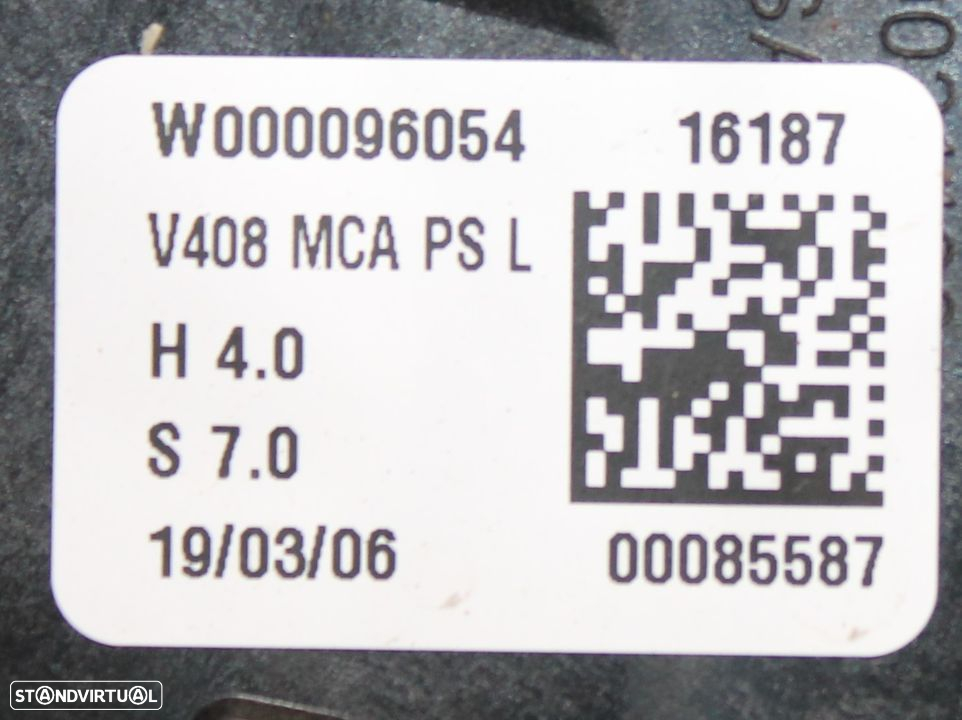 W000096054 16187
V408 MCA PS L
H 4.0
S 7.0
19/03/06 00085587
STANDVIRTUAL